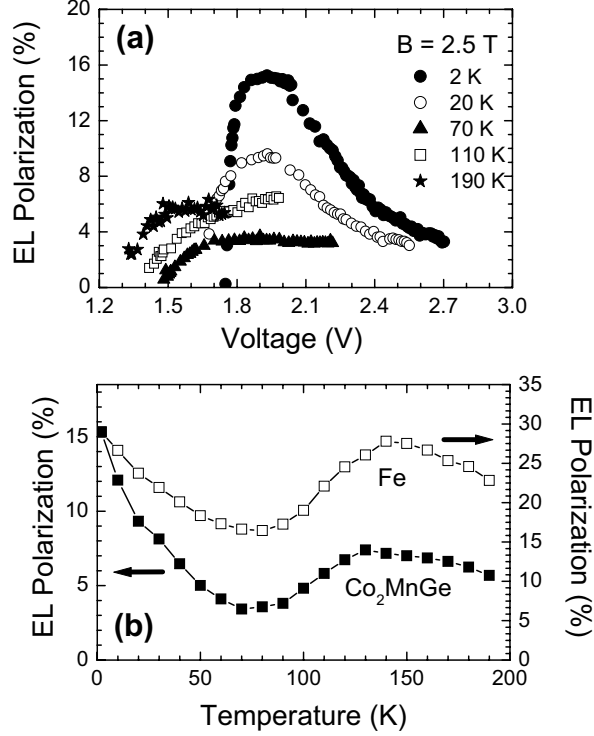 20
16
12
8
4
0
EL Polarization (%)
(a)
B = 2.5 T
2 K
20 K
70 K
110 K
190 K
1.2 1.5 1.8 2.1 2.4 2.7 3.0
Voltage (V)
15
10
5
0
EL Polarization (%)
35
30
25
20
15
10
5
0
EL Polarization (%)
Fe
Co₂MnGe
(b)
0 50 100 150 200
Temperature (K)